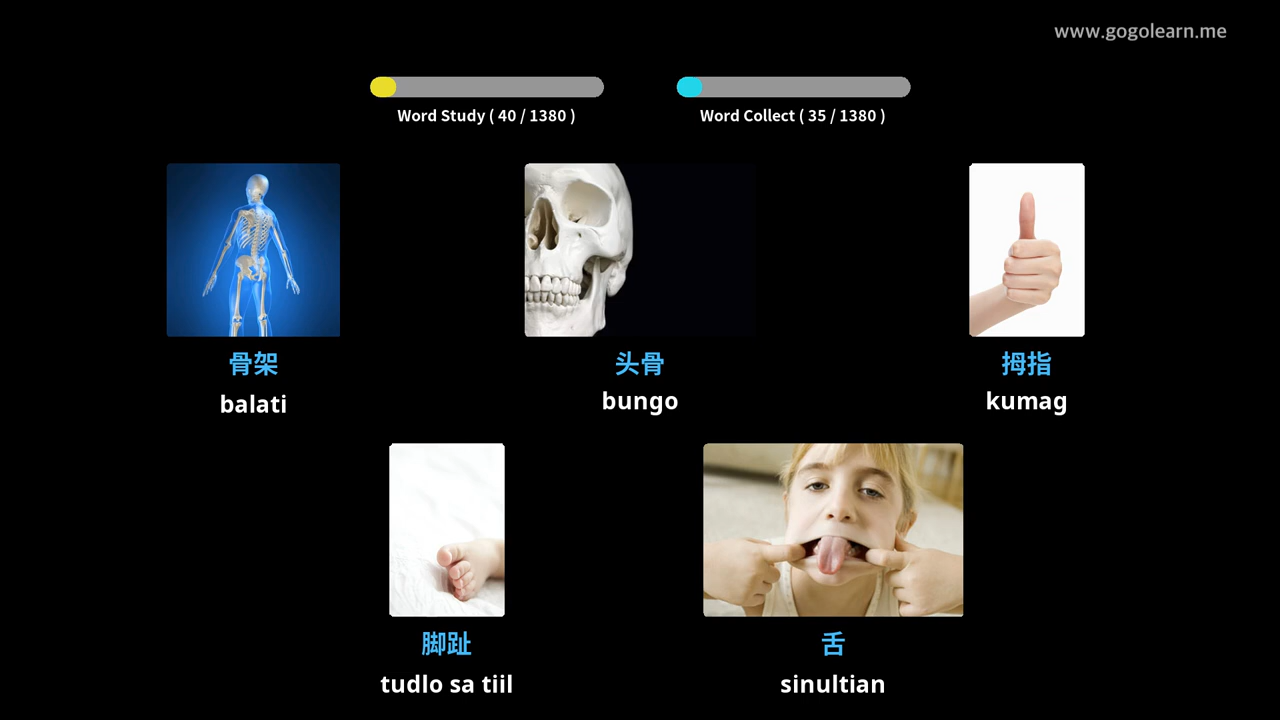 www.gogolearn.me
Word Study ( 40 / 1380 )
Word Collect ( 35 / 1380 )
骨架
balati
头骨
bungo
拇指
kumag
脚趾
tudlo sa tiil
舌
sinultian